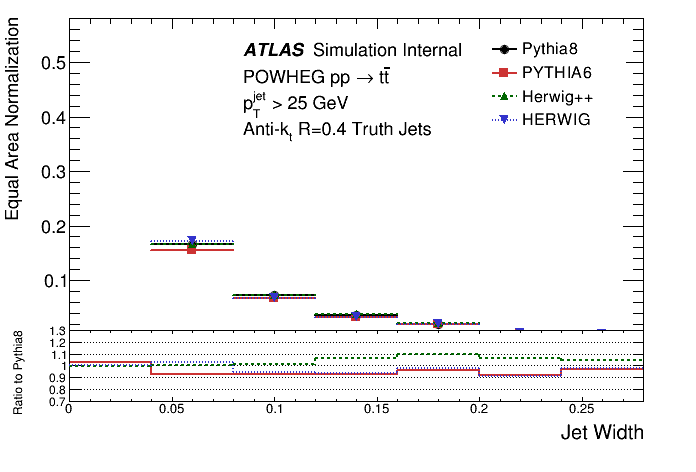 Equal Area Normalization
0.5
0.4
0.3
0.2
0.1
ATLAS Simulation Internal
POWHEG pp → tt̄
p_T^jet > 25 GeV
Anti-k_t R=0.4 Truth Jets
Pythia8
PYTHIA6
Herwig++
HERWIG
Ratio to Pythia8
1.3
1.2
1.1
1
0.9
0.8
0.7
0 0.05 0.1 0.15 0.2 0.25
Jet Width